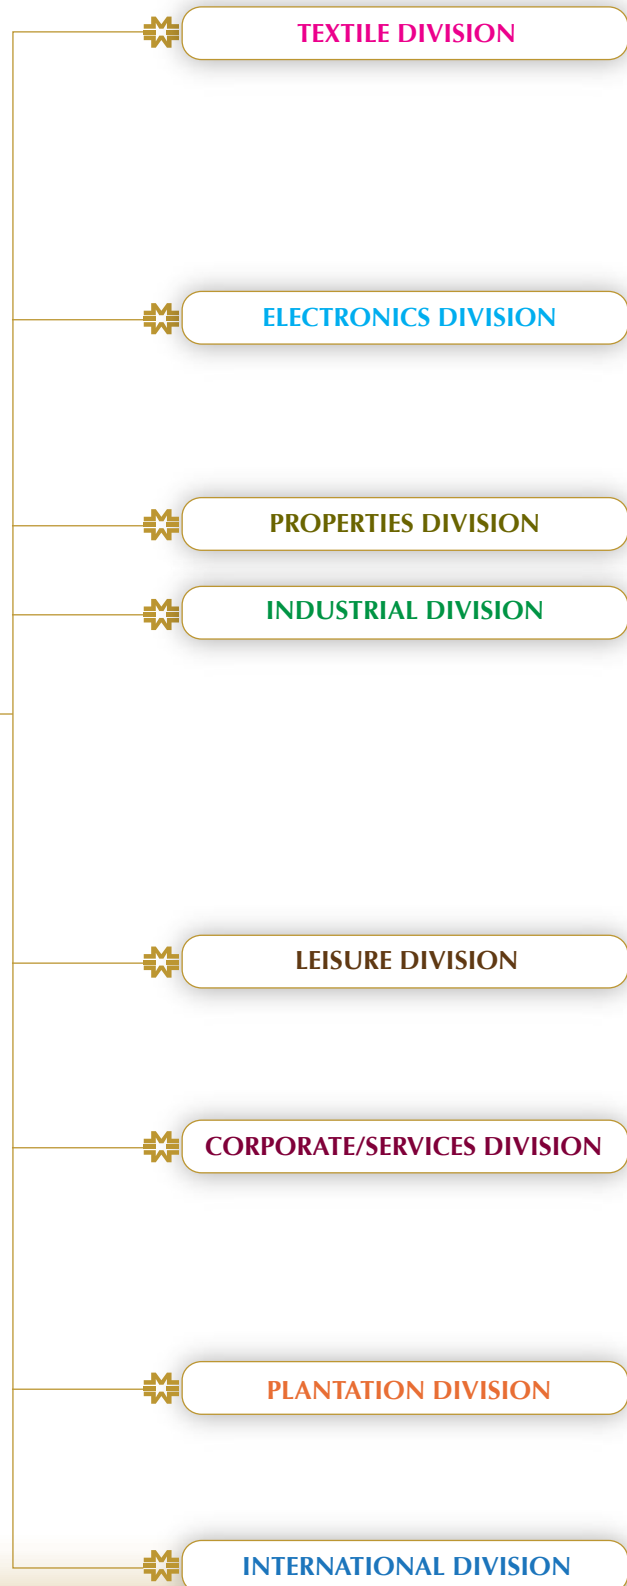 TEXTILE DIVISION
ELECTRONICS DIVISION
PROPERTIES DIVISION
INDUSTRIAL DIVISION
LEISURE DIVISION
CORPORATE/SERVICES DIVISION
PLANTATION DIVISION
INTERNATIONAL DIVISION